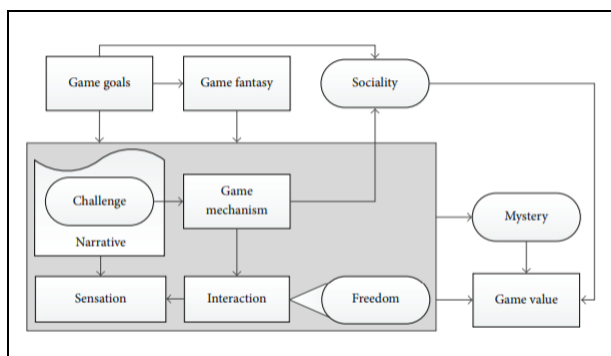 Game goals
Game fantasy
Sociality
Challenge
Game
mechanism
Narrative
Mystery
Sensation
Interaction
Freedom
Game value